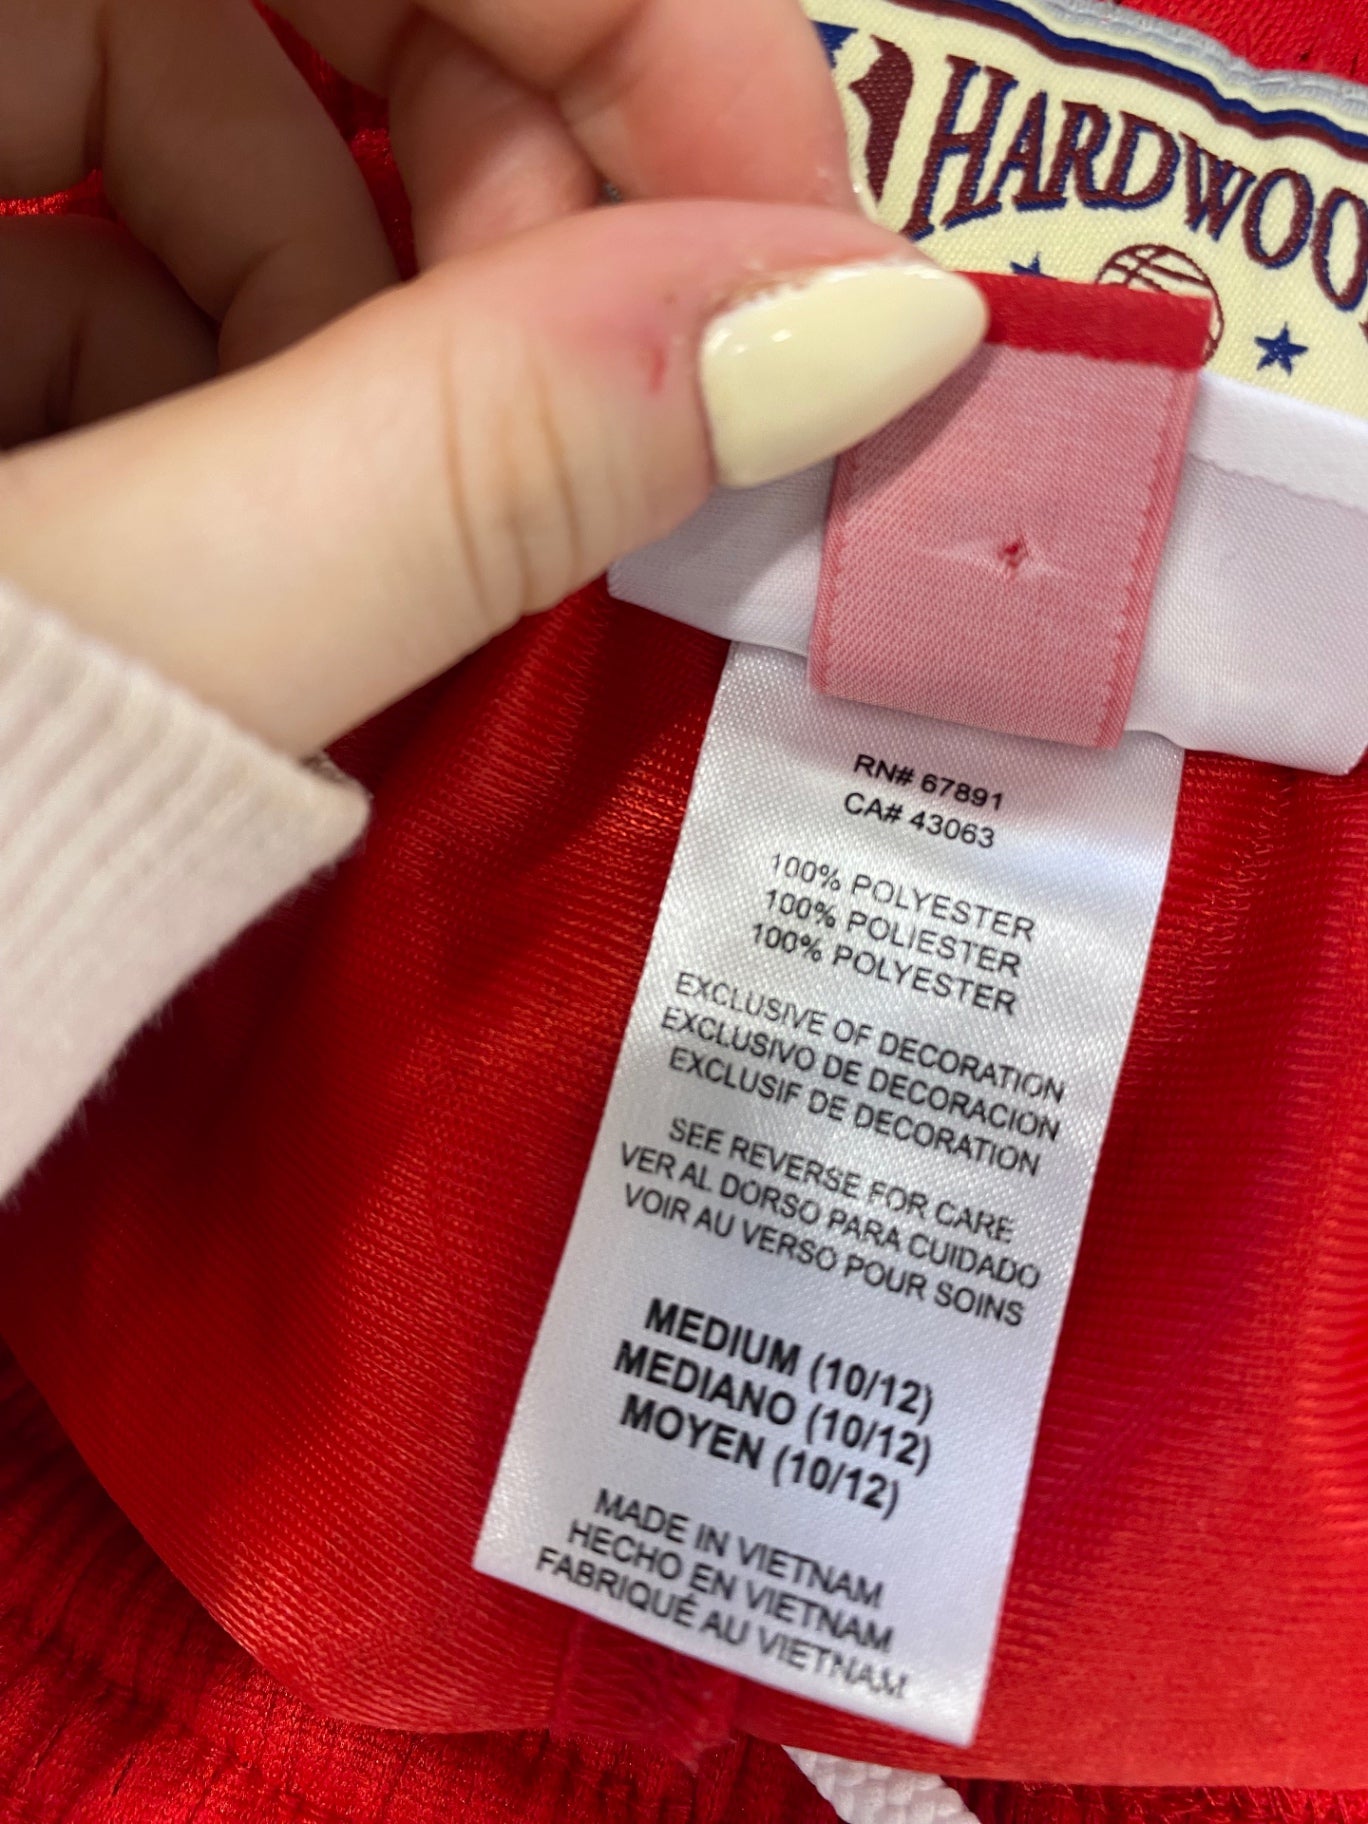 HARDWOO
RN# 67891
CA# 43063
100% POLYESTER
100% POLIESTER
100% POLYESTER
EXCLUSIVE OF DECORATION
EXCLUSIVO DE DECORACION
EXCLUSIF DE DECORATION
SEE REVERSE FOR CARE
VER AL DORSO PARA CUIDADO
VOIR AU VERSO POUR SOINS
MEDIUM (10/12)
MEDIANO (10/12)
MOYEN (10/12)
MADE IN VIETNAM
HECHO EN VIETNAM
FABRIQUÉ AU VIETNAM